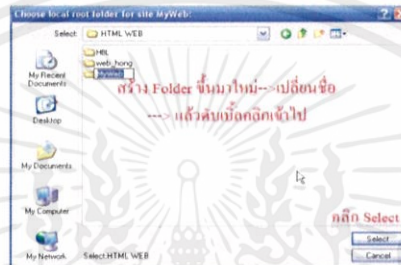 Choose local root folder for site MyWeb:
Select: HTML WEB
HBL
web_hong
My Recent Documents
Desktop
My Documents
My Computer
My Network
สร้าง Folder ขึ้นมาใหม่-->เปลี่ยนชื่อ
---> แล้วดับเบิ้ลคลิกเข้าไป
คลิก Select
Select HTML WEB
Select
Cancel